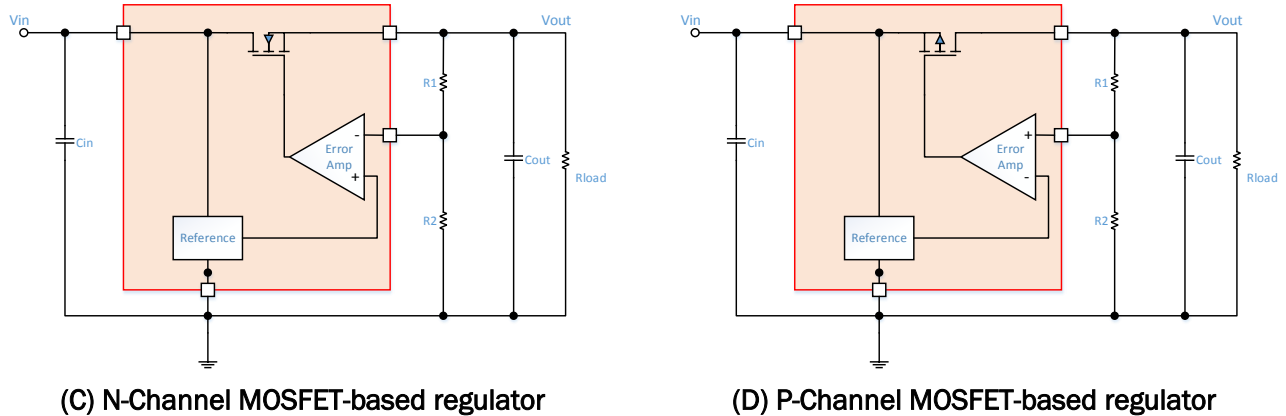 Vin
Vout
R1
-
Cin
Error
Amp
+
Cout
Rload
R2
Reference
(C) N-Channel MOSFET-based regulator
Vin
Vout
R1
+
Cin
Error
Amp
-
Cout
Rload
R2
Reference
(D) P-Channel MOSFET-based regulator